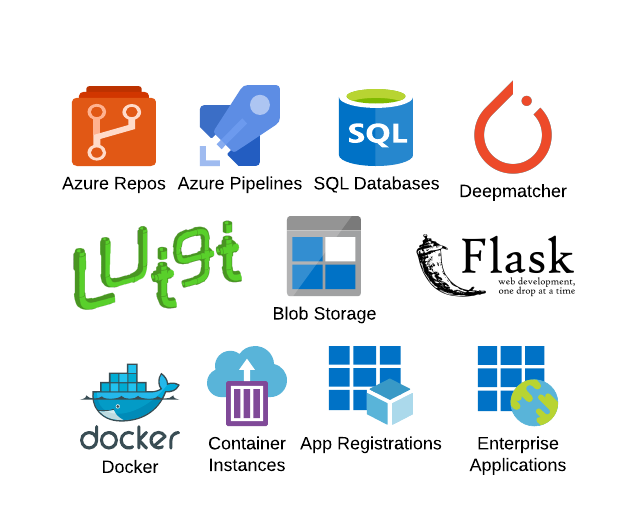 SQL
Azure Repos
Azure Pipelines
SQL Databases
Deepmatcher
Luigi
Flask
web development,
one drop at a time
Blob Storage
docker
Docker
Container
Instances
App Registrations
Enterprise
Applications